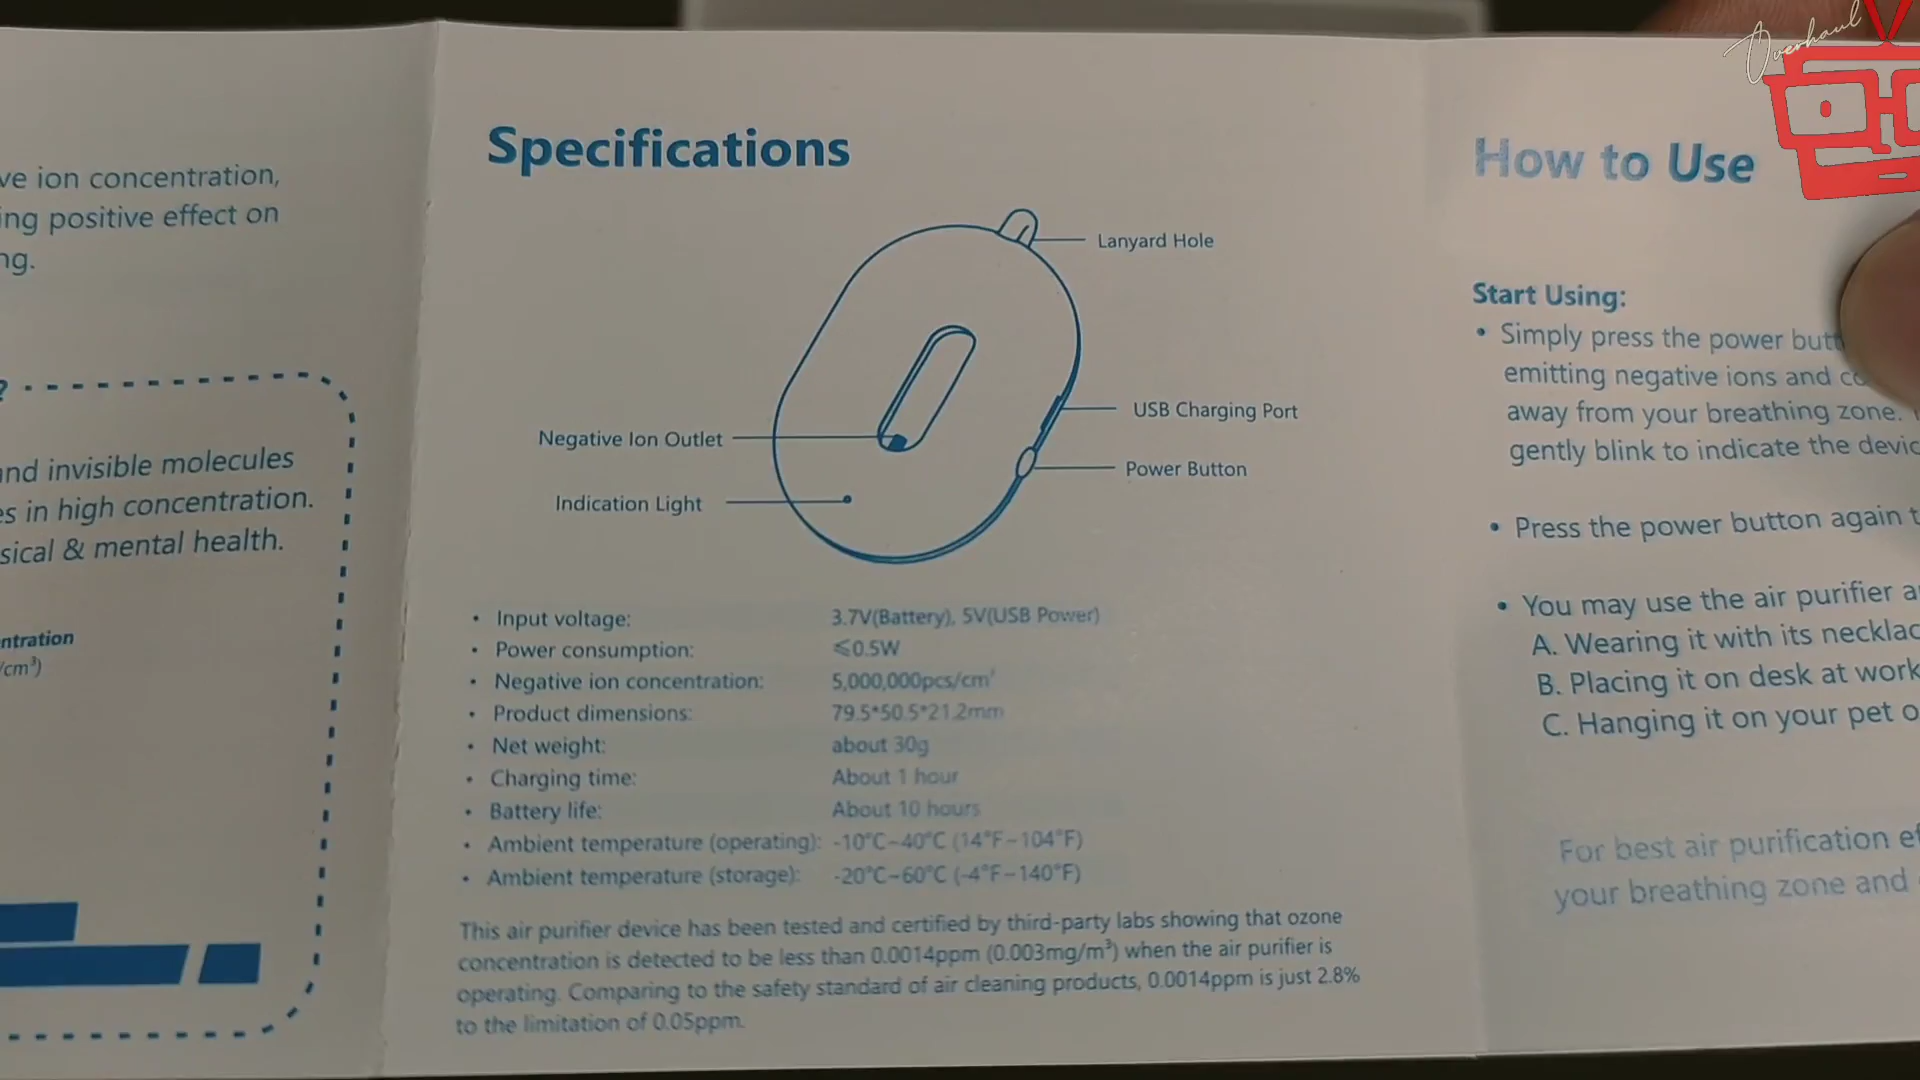 Overhaul
ve ion concentration,
ing positive effect on
ng.
?
and invisible molecules
es in high concentration.
sical & mental health.
ntration
/cm³)
Specifications
Lanyard Hole
USB Charging Port
Negative Ion Outlet
Power Button
Indication Light
• Input voltage: 3.7V(Battery), 5V(USB Power)
• Power consumption: ⩽0.5W
• Negative ion concentration: 5,000,000pcs/cm³
• Product dimensions: 79.5*50.5*21.2mm
• Net weight: about 30g
• Charging time: About 1 hour
• Battery life: About 10 hours
• Ambient temperature (operating): -10°C~40°C (14°F~104°F)
• Ambient temperature (storage): -20°C~60°C (-4°F~140°F)
This air purifier device has been tested and certified by third-party labs showing that ozone
concentration is detected to be less than 0.0014ppm (0.003mg/m³) when the air purifier is
operating. Comparing to the safety standard of air cleaning products, 0.0014ppm is just 2.8%
to the limitation of 0.05ppm.
How to Use
Start Using:
• Simply press the power butt
emitting negative ions and co
away from your breathing zone.
gently blink to indicate the devic
• Press the power button again t
• You may use the air purifier a
A. Wearing it with its necklac
B. Placing it on desk at work
C. Hanging it on your pet o
For best air purification ef
your breathing zone and